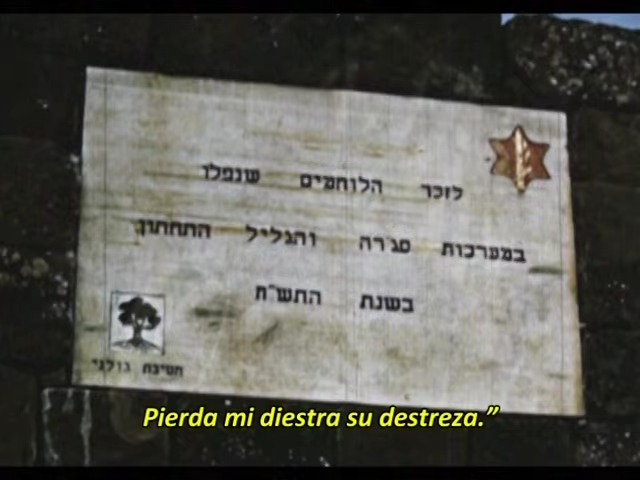 לזכר הלוחמים שנפלו
במערכות סג'רה והגליל התחתון
בשנת התש"ח
חטיבת גולני
Pierda mi diestra su destreza.”